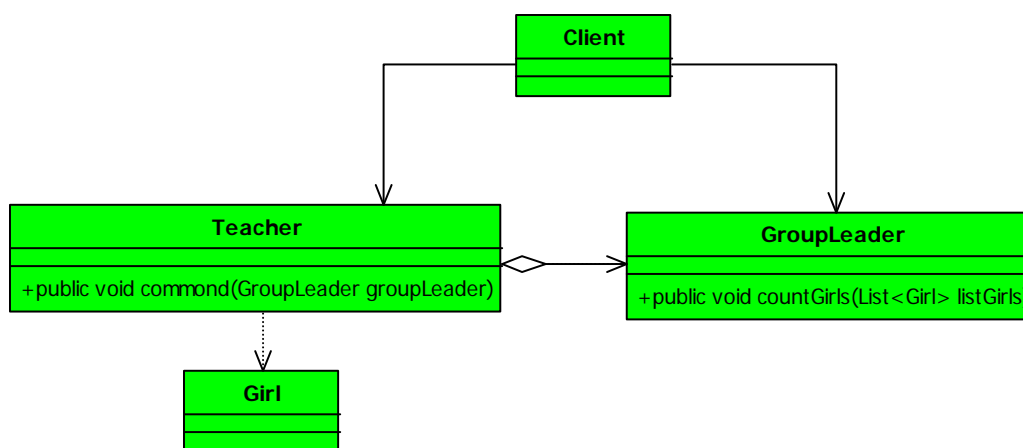 Client
Teacher
+public void commond(GroupLeader groupLeader)
GroupLeader
+public void countGirls(List<Girl> listGirls
Girl